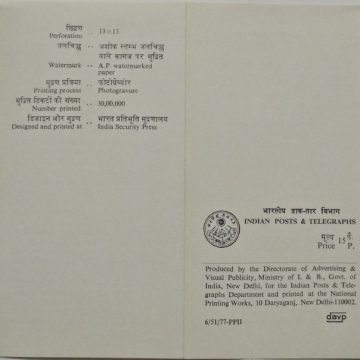 छिद्रण
Perforation .. 13×13
जलचिह्न .. अशोक स्तम्भ जलचिह्न
वाले कागज पर मुद्रित
Watermark .. A.P. watermarked
paper
मुद्रण प्रक्रिया .. फोटोग्रेव्योर
Printing process Photogravure
मुद्रित टिकटों की संख्या
Number printed .. 30,00,000
डिजाइन और मुद्रण .. भारत प्रतिभूति मुद्रणालय
Designed and printed at India Security Press
भारतीय डाक-तार विभाग
INDIAN POSTS & TELEGRAPHS
मूल्य 15 पै.
Price P.
Produced by the Directorate of Advertising &
Visual Publicity, Ministry of I. & B., Govt. of
India, New Delhi, for the Indian Posts & Tele-
graphs Department and printed at the National
Printing Works, 10 Daryaganj, New Delhi-110002.
6/51/77-PPII
davp